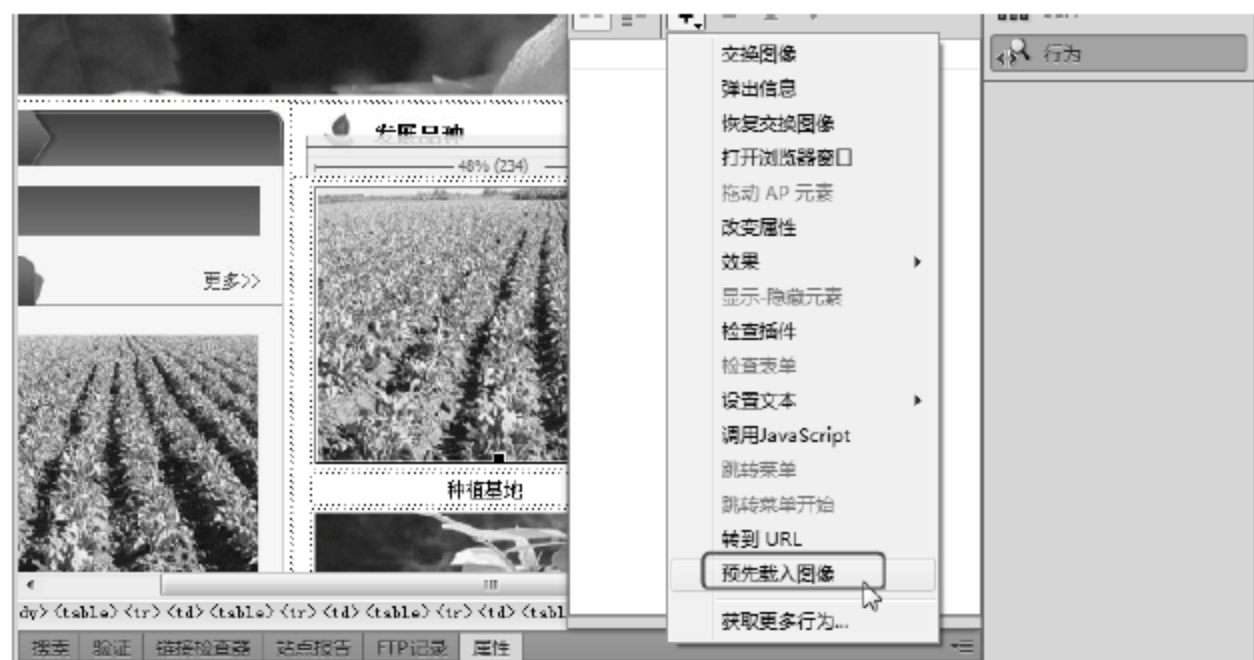 行为
发展品种
48% (234)
更多>>
种植基地
交换图像
弹出信息
恢复交换图像
打开浏览器窗口
拖动 AP 元素
改变属性
效果
显示-隐藏元素
检查插件
检查表单
设置文本
调用JavaScript
跳转菜单
跳转菜单开始
转到 URL
预先载入图像
获取更多行为...
dy> <table> <tr> <td> <table> <tr> <td> <table> <tr> <td> <tabl
搜索 验证 链接检查器 站点报告 FTP记录 属性